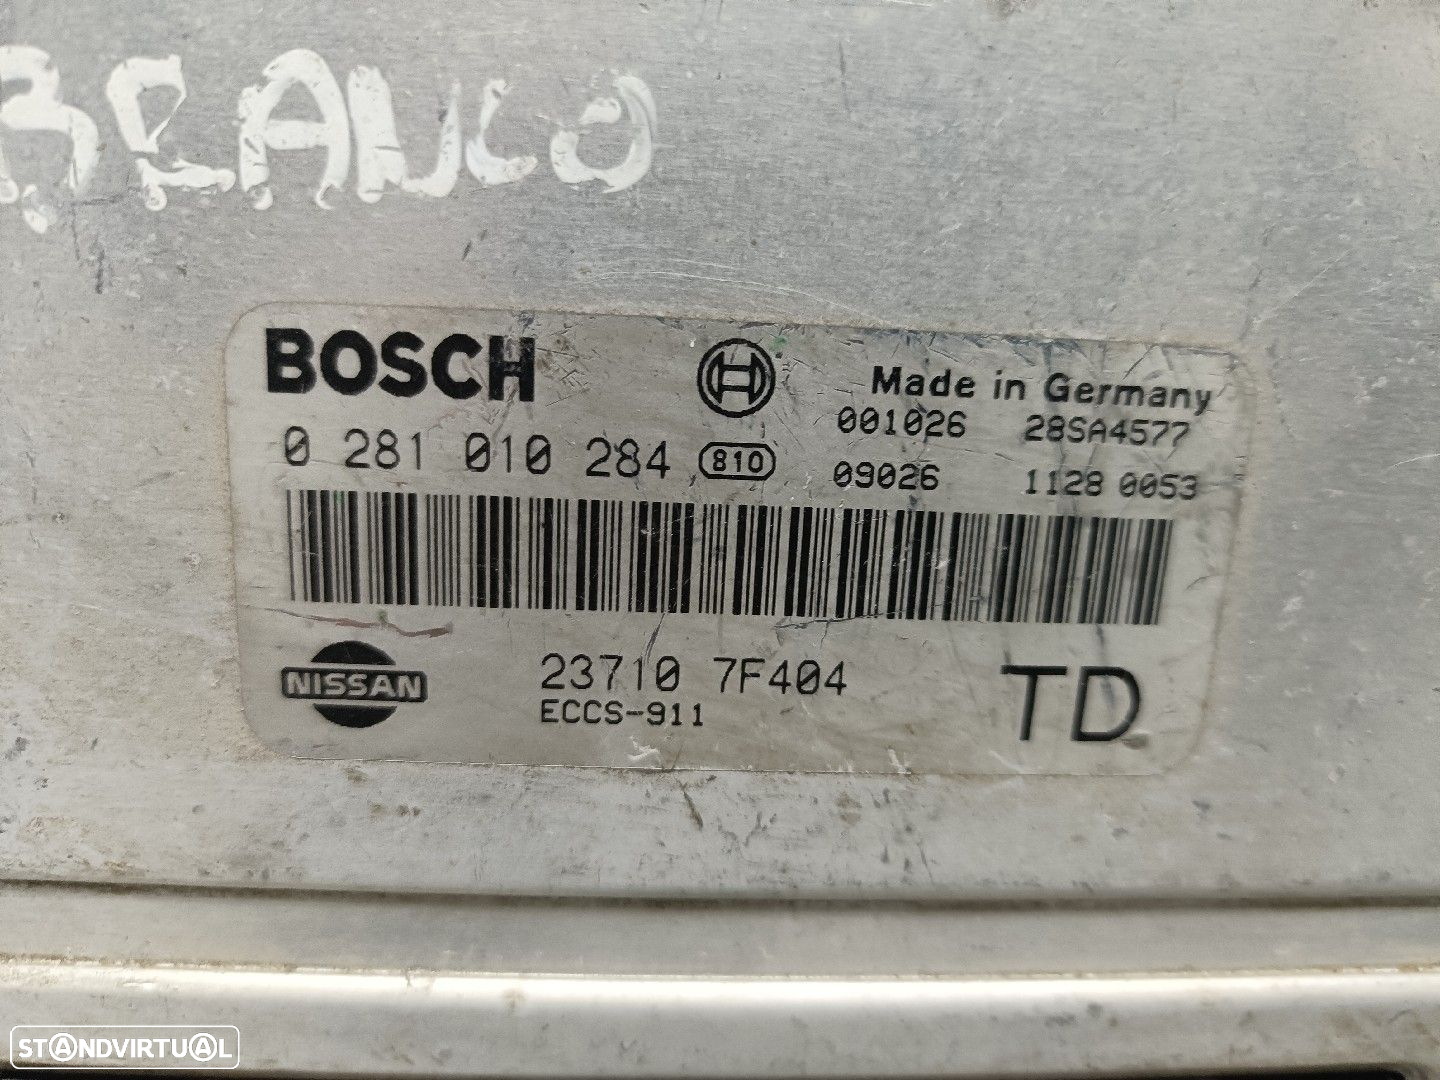 BRANCO
BOSCH
Made in Germany
001026 28SA4577
0 281 010 284 810
09026 1128 0053
NISSAN
23710 7F404
ECCS-911
TD
STANDVIRTUAL